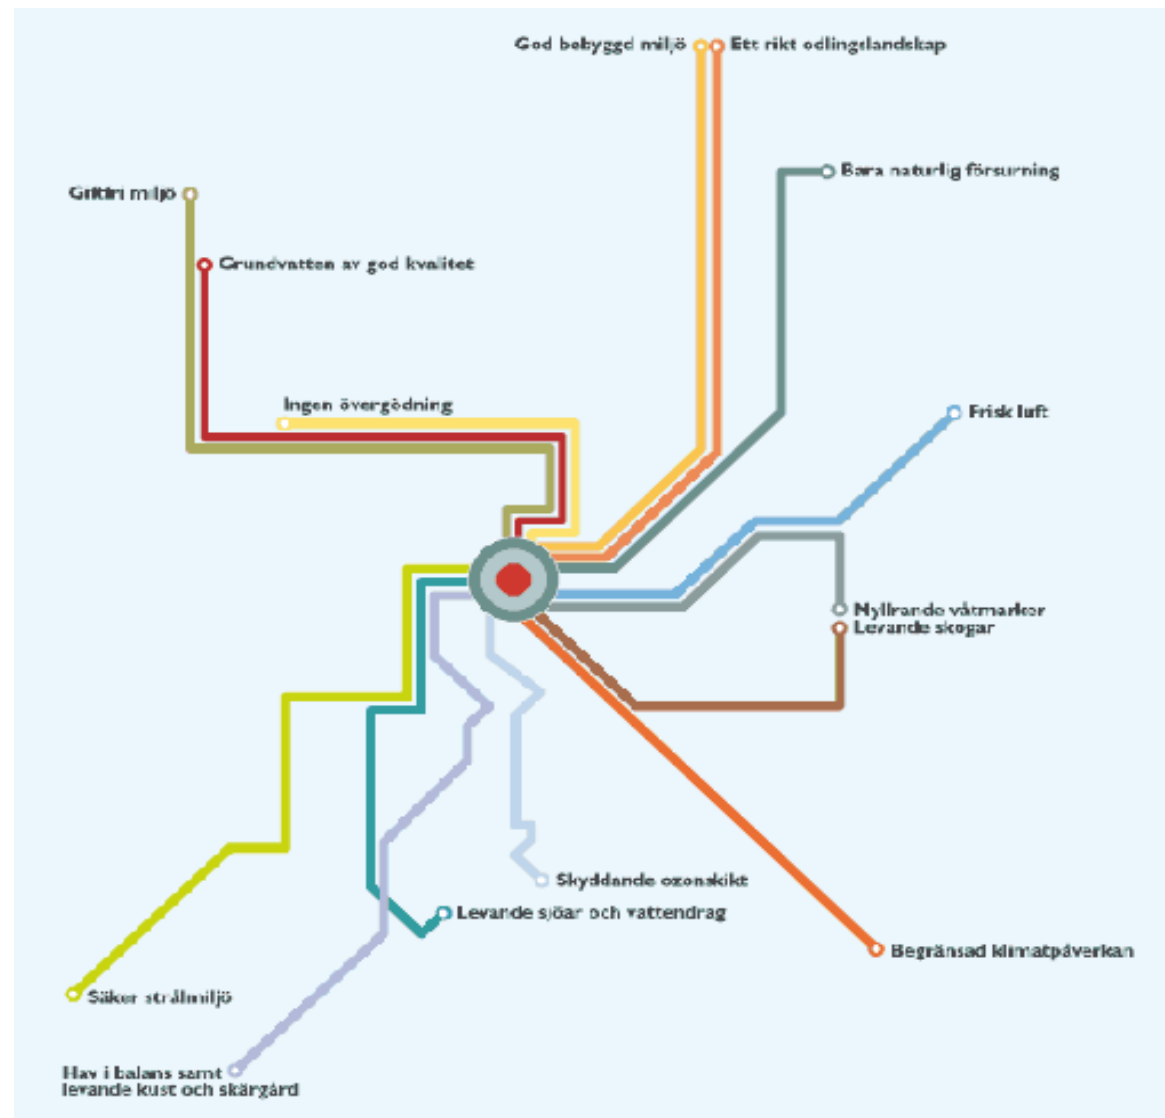 God bebyggd miljö
Ett rikt odlingslandskap
Bara naturlig försurning
Giftfri miljö
Grundvatten av god kvalitet
Ingen övergödning
Frisk luft
Myllrande våtmarker
Levande skogar
Skyddande ozonskikt
Levande sjöar och vattendrag
Begränsad klimatpåverkan
Säker strålmiljö
Hav i balans samt
levande kust och skärgård